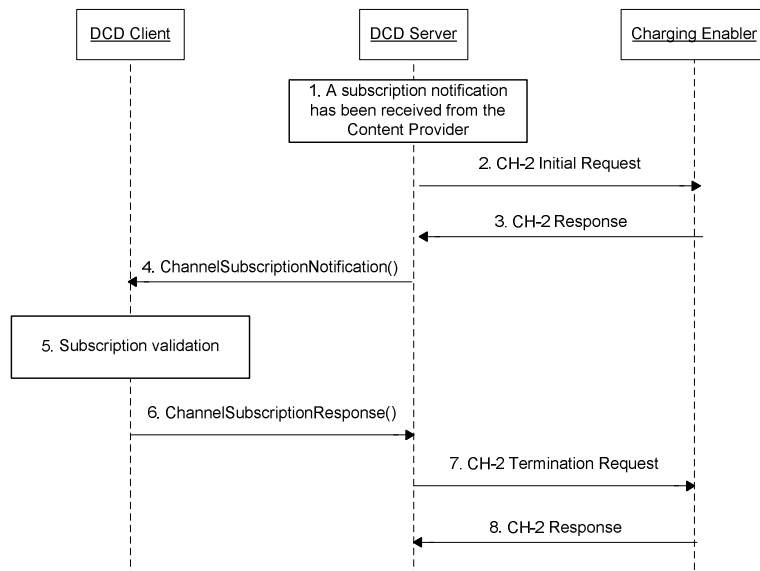 DCD Client
DCD Server
Charging Enabler
1. A subscription notification
has been received from the
Content Provider
2. CH-2 Initial Request
3. CH-2 Response
4. ChannelSubscriptionNotification()
5. Subscription validation
6. ChannelSubscriptionResponse()
7. CH-2 Termination Request
8. CH-2 Response